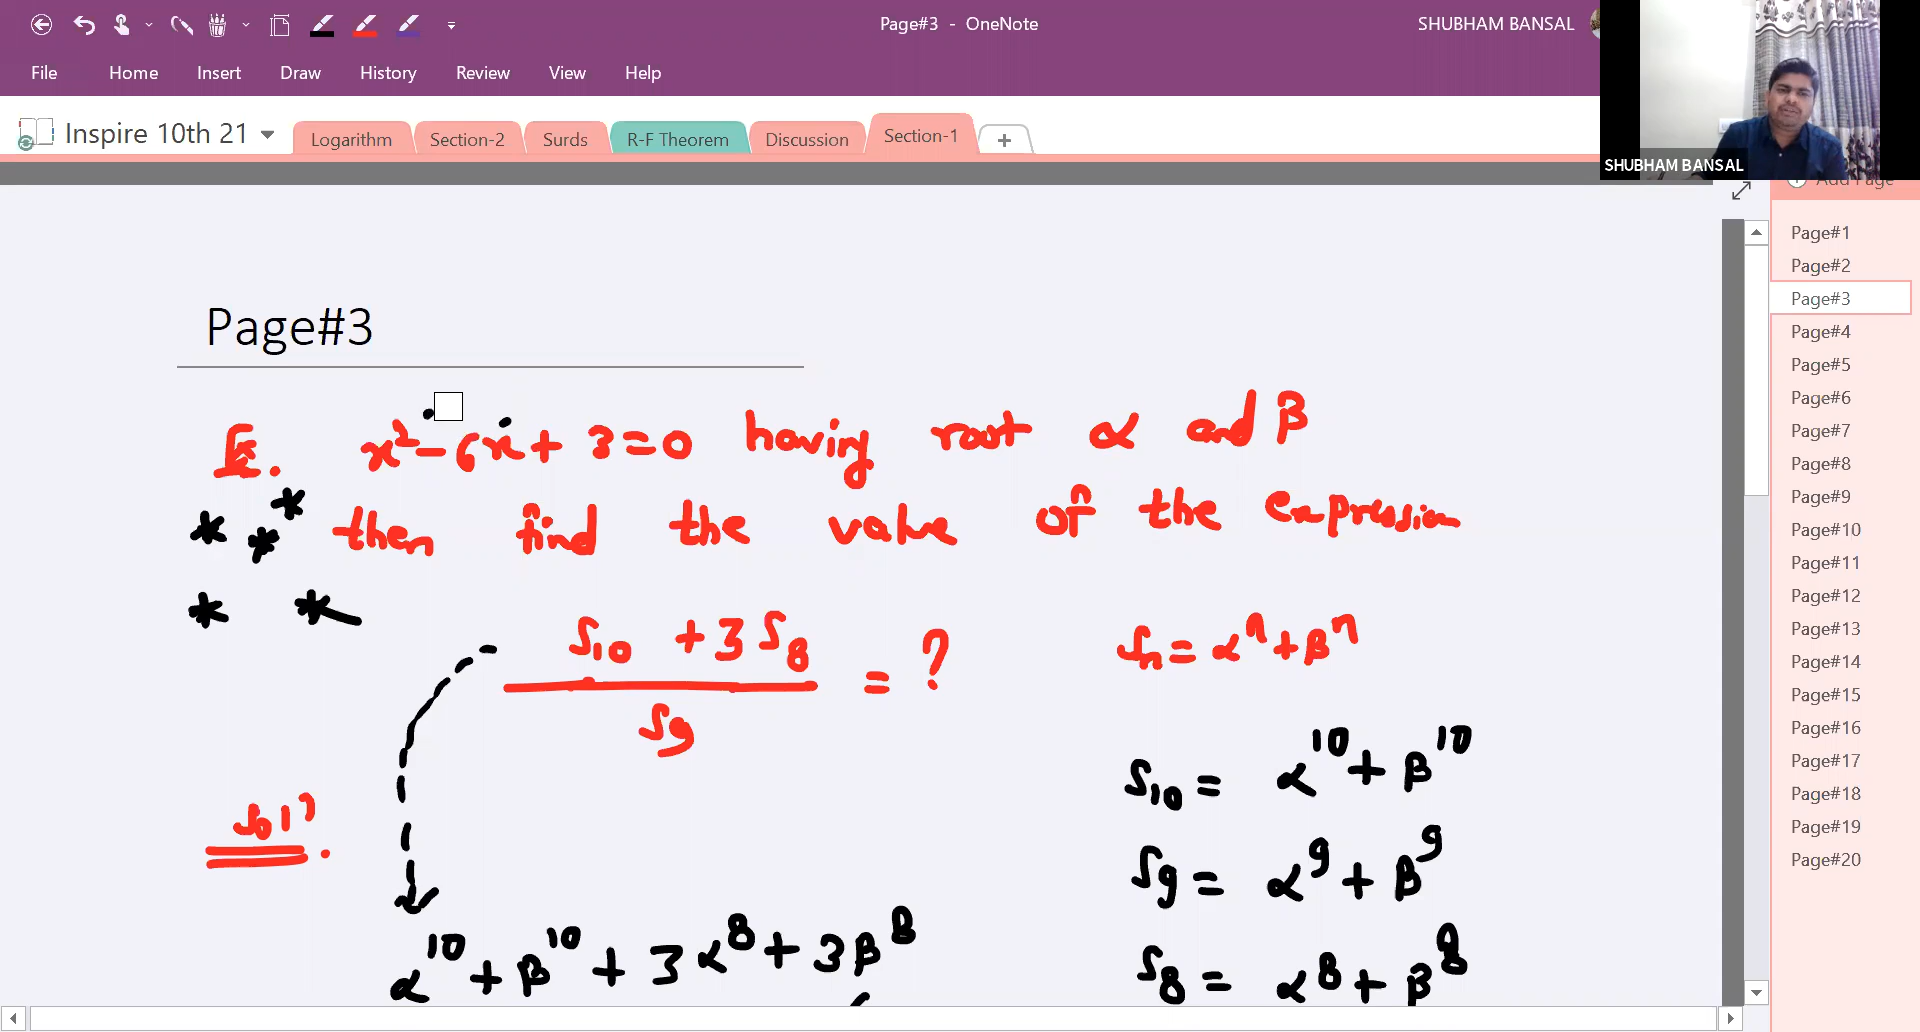 Page#3 - OneNote
SHUBHAM BANSAL
File Home Insert Draw History Review View Help
SHUBHAM BANSAL
Inspire 10th 21
Logarithm Section-2 Surds R-F Theorem Discussion Section-1 +
Add Page
Page#1
Page#2
Page#3
Page#4
Page#5
Page#6
Page#7
Page#8
Page#9
Page#10
Page#11
Page#12
Page#13
Page#14
Page#15
Page#16
Page#17
Page#18
Page#19
Page#20
Page#3
x² - 6x + 3 = 0 having root α and β
then find the value of the expression
S₁₀ + 3S₈
= ?
S₉
Sₙ = αⁿ + βⁿ
Solⁿ.
S₁₀ = α¹⁰ + β¹⁰
S₉ = α⁹ + β⁹
α¹⁰ + β¹⁰ + 3α⁸ + 3β⁸
S₈ = α⁸ + β⁸